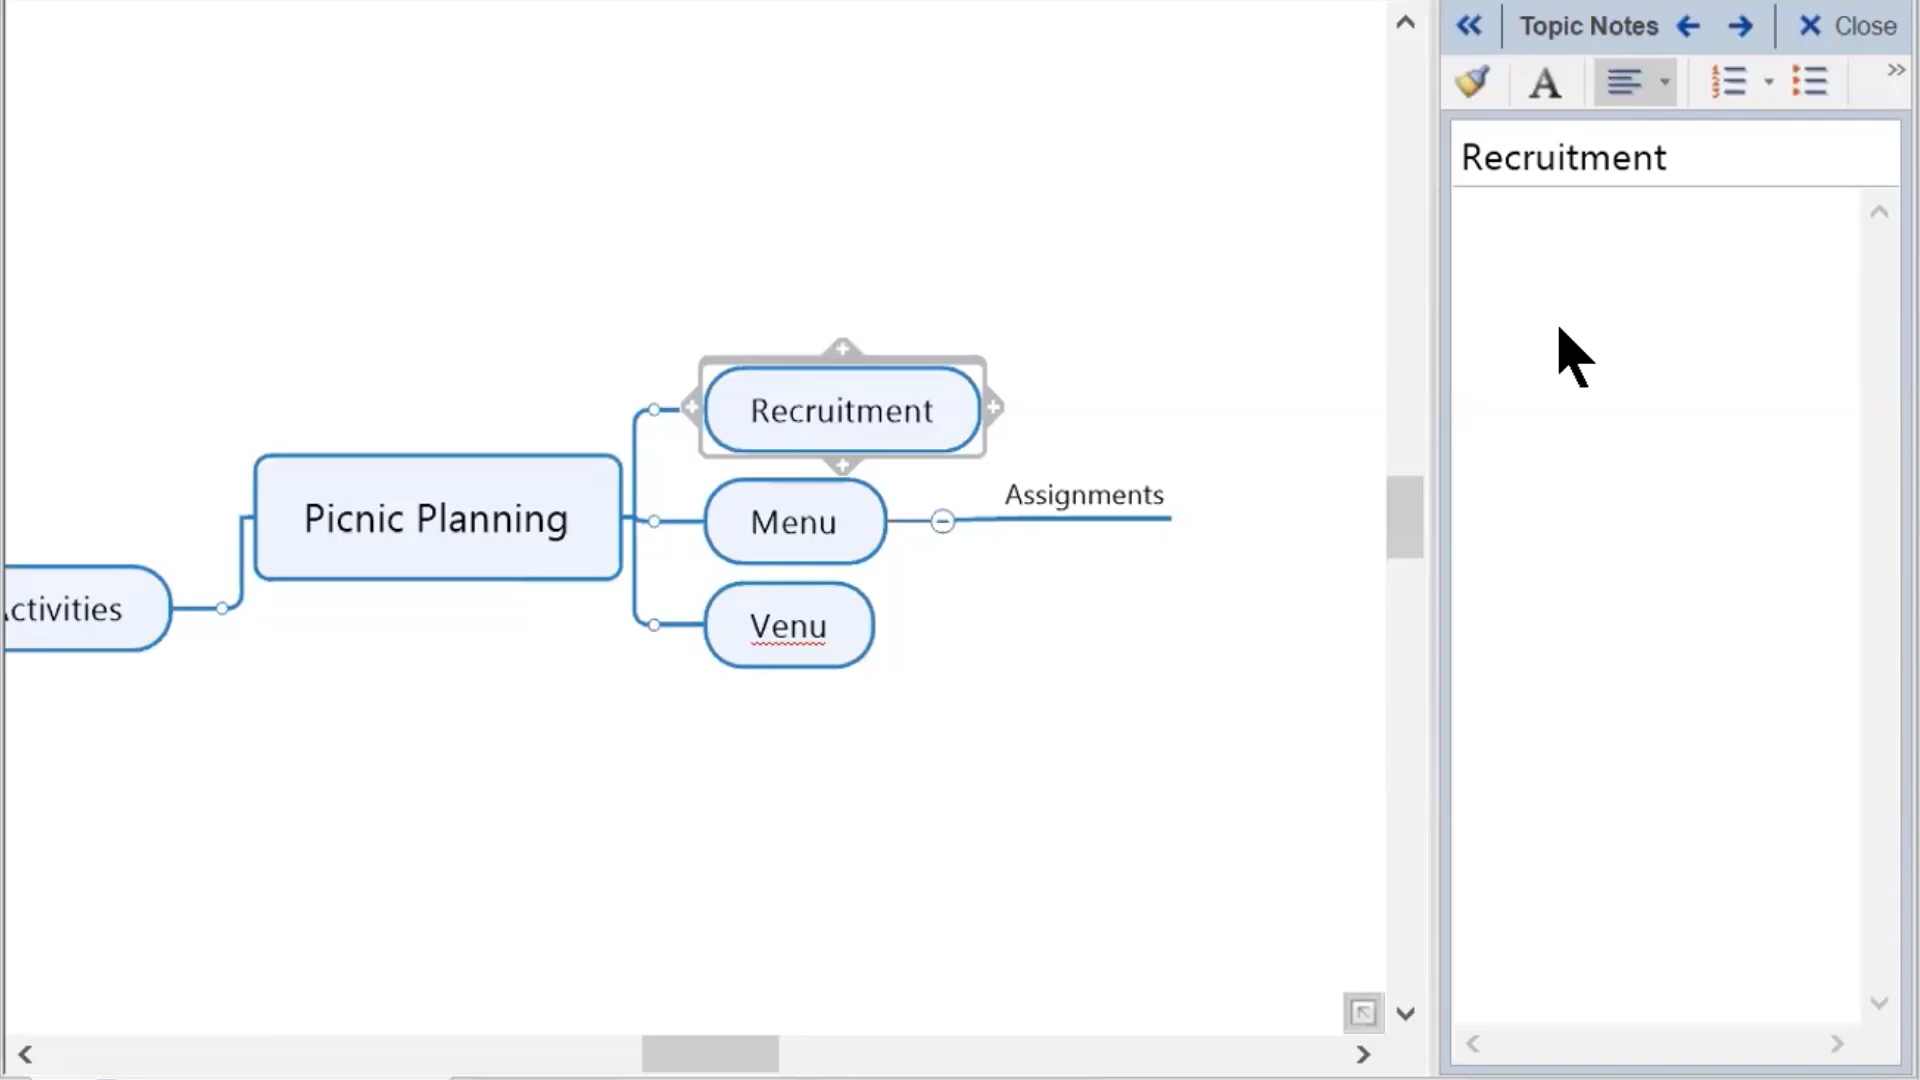 Topic Notes
Close
A
Recruitment
Recruitment
Assignments
Picnic Planning
Menu
ctivities
Venu